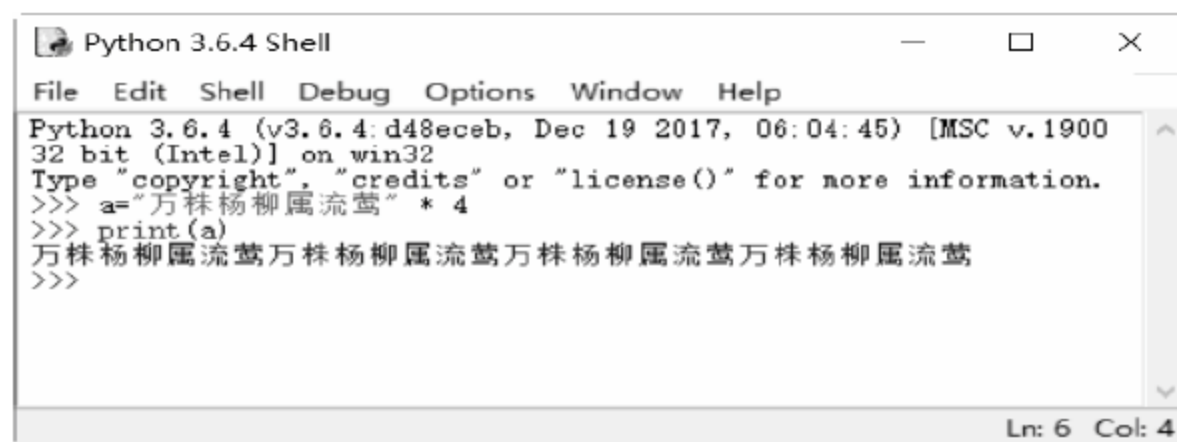 Python 3.6.4 Shell
File Edit Shell Debug Options Window Help
Python 3.6.4 (v3.6.4:d48eceb, Dec 19 2017, 06:04:45) [MSC v.1900
32 bit (Intel)] on win32
Type "copyright", "credits" or "license()" for more information.
>>> a="万株杨柳属流莺" * 4
>>> print(a)
万株杨柳属流莺万株杨柳属流莺万株杨柳属流莺万株杨柳属流莺
>>>
Ln: 6 Col: 4